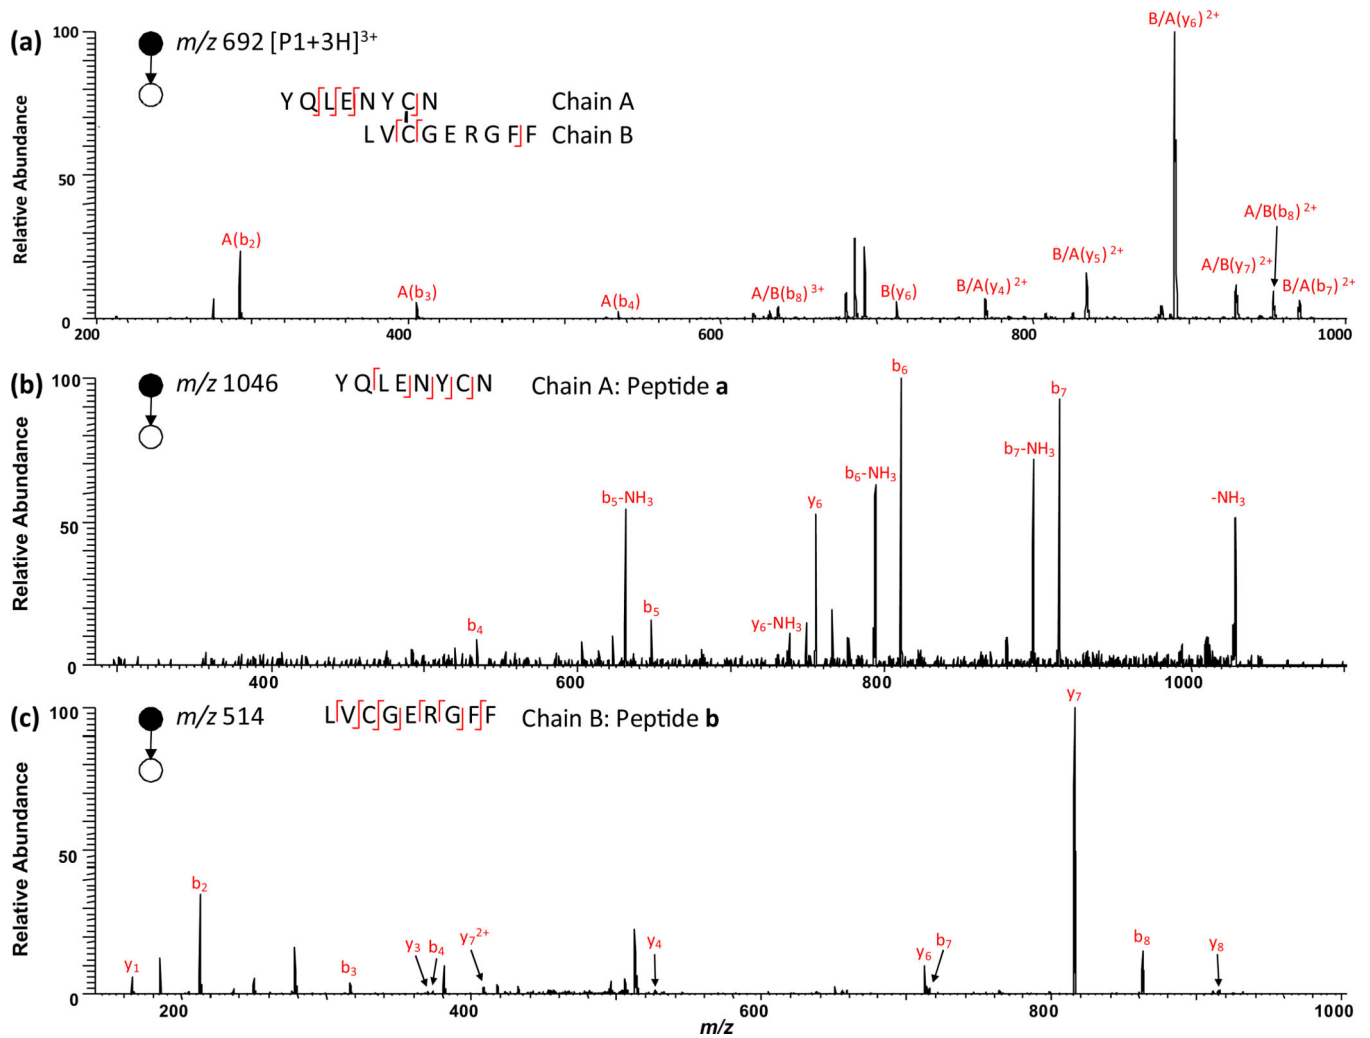 (a)
m/z 692 [P1+3H]3+
Y Q L E N Y C N Chain A
L V C G E R G F F Chain B
Relative Abundance
100
50
0
A(b2)
A(b3)
A(b4)
A/B(b8) 3+
B(y6)
B/A(y4) 2+
B/A(y5) 2+
B/A(y6) 2+
A/B(y7) 2+
A/B(b8) 2+
B/A(b7) 2+
200 400 600 800 1000
(b)
m/z 1046
Y Q L E N Y C N Chain A: Peptide a
Relative Abundance
100
50
0
b4
b5-NH3
b5
y6-NH3
y6
b6-NH3
b6
b7-NH3
b7
-NH3
400 600 800 1000
(c)
m/z 514
L V C G E R G F F Chain B: Peptide b
Relative Abundance
100
50
0
y1
b2
b3
y3
b4
y7 2+
y4
y6
b7
y7
b8
y8
200 400 600 800 1000
m/z